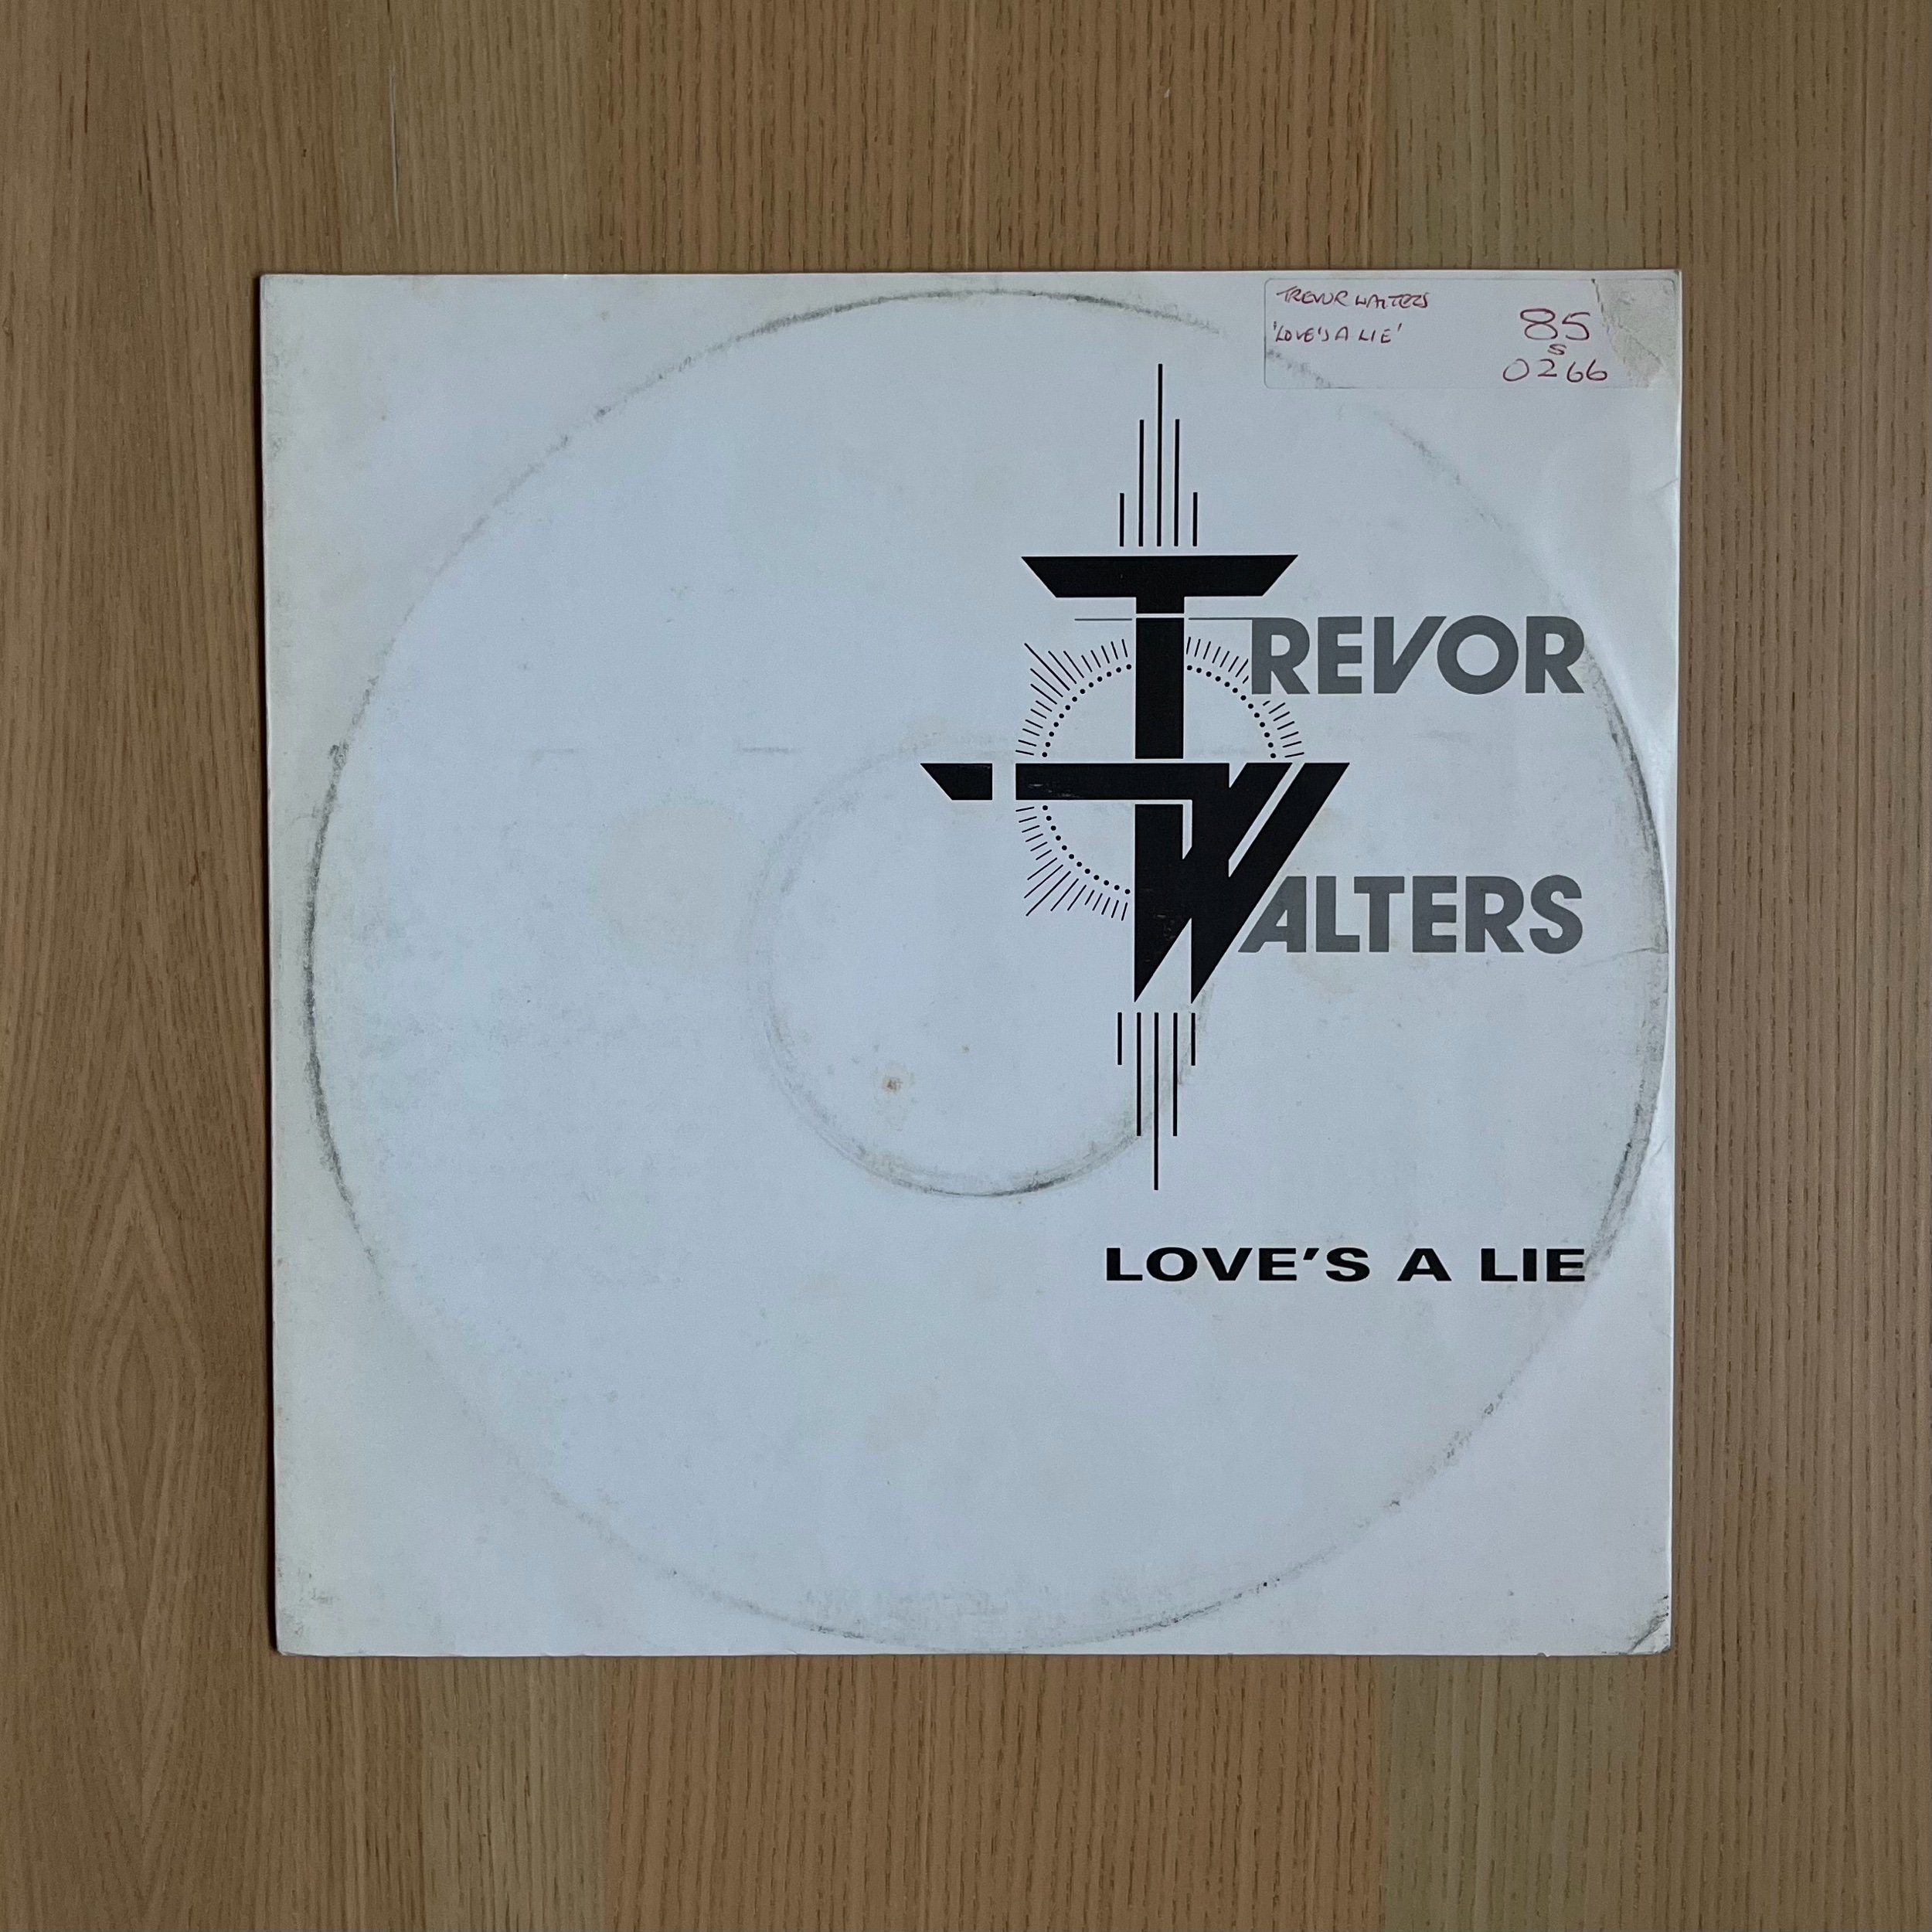 TREVOR WALTERS
'LOVE'S A LIE'
85
S
0266
TREVOR
WALTERS
LOVE'S A LIE